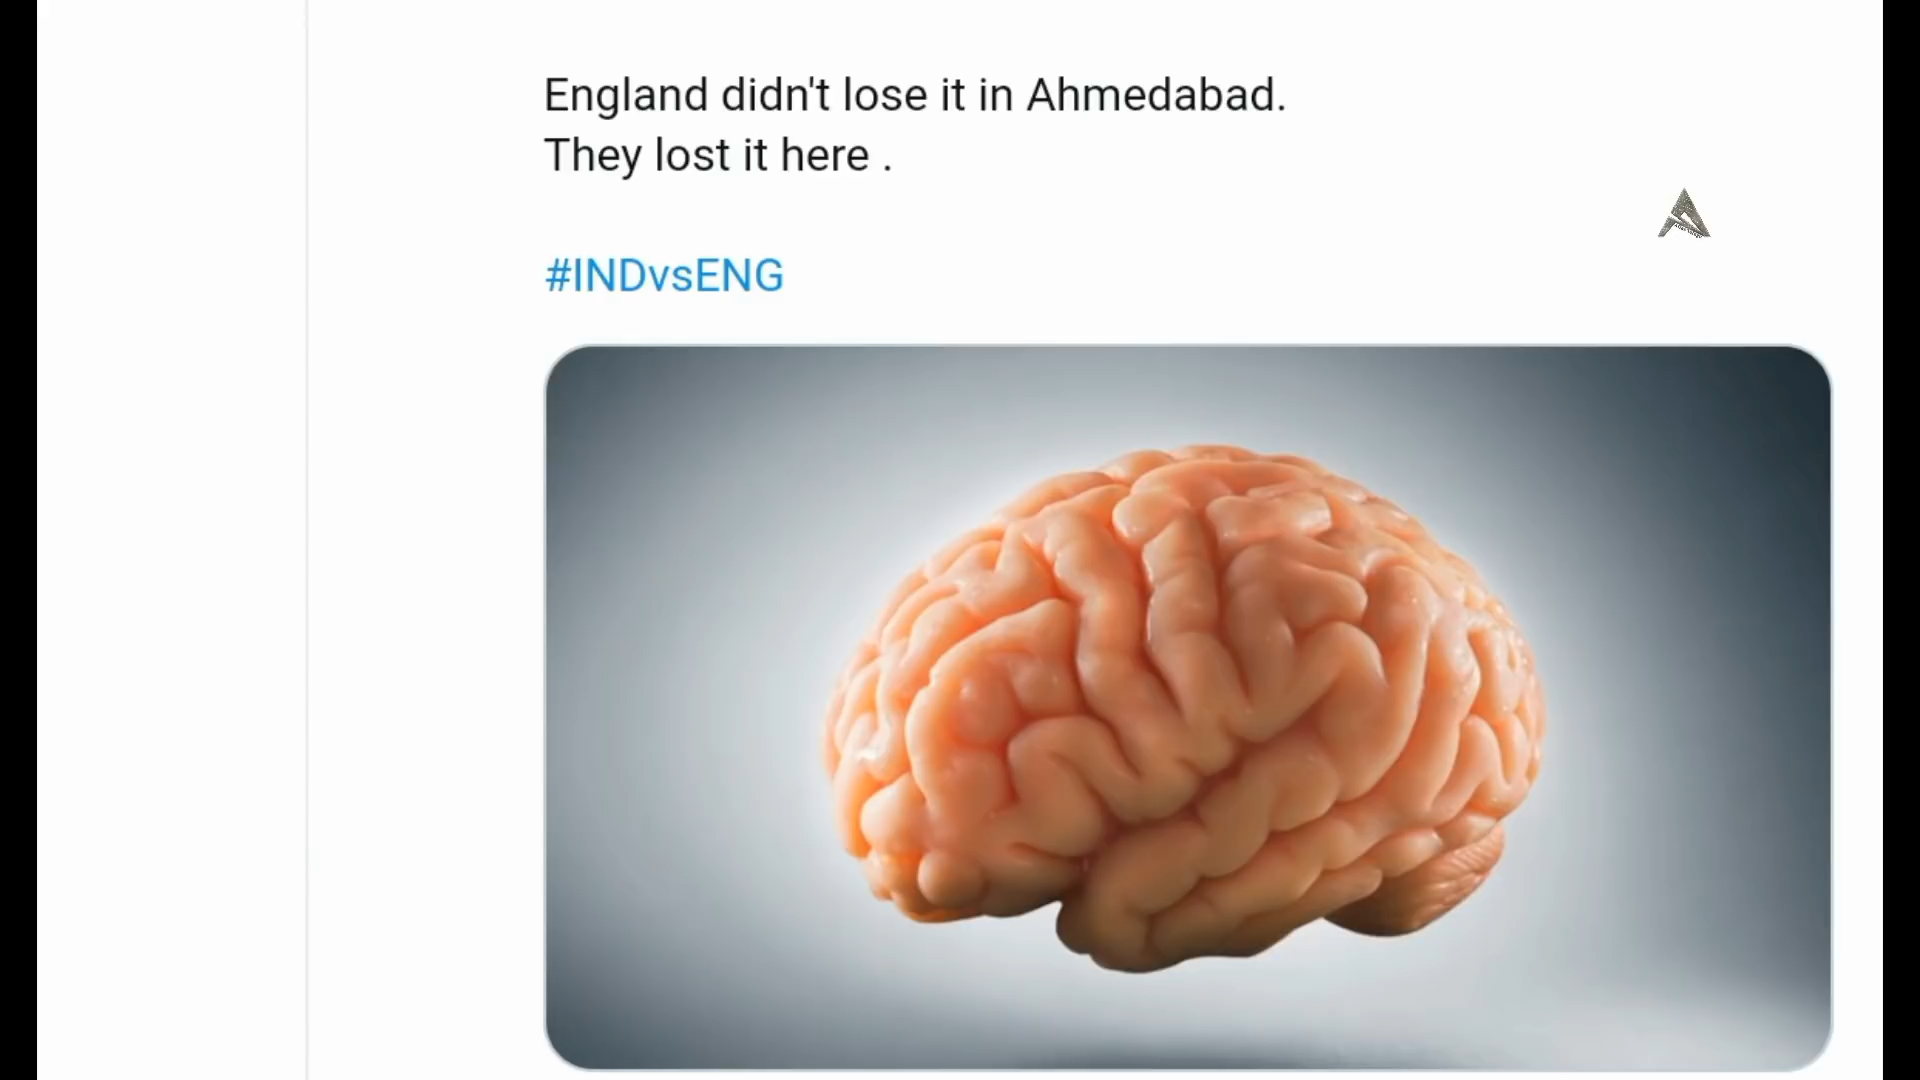 England didn't lose it in Ahmedabad.
They lost it here .
#INDvsENG